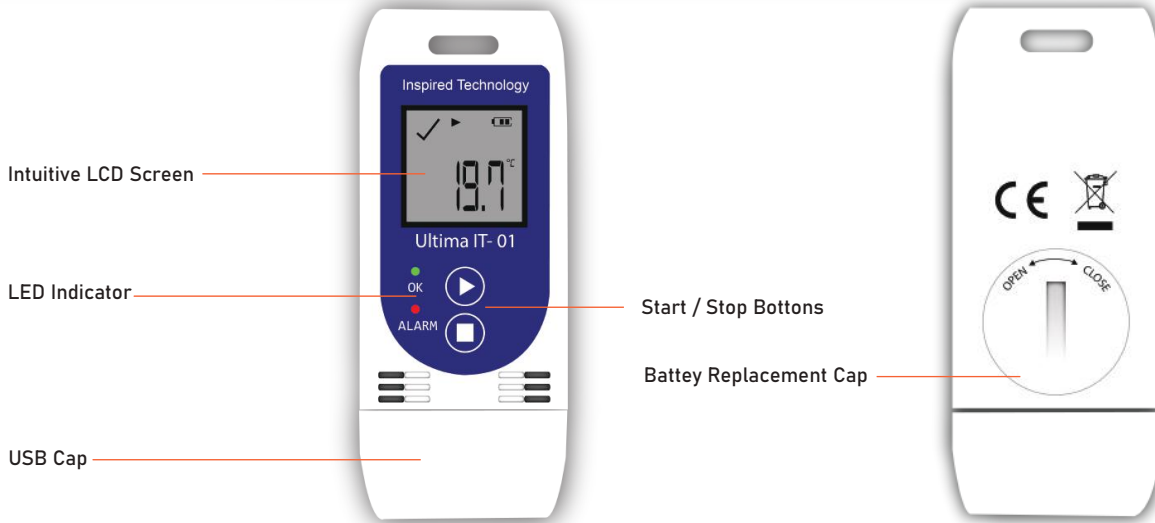 Inspired Technology
19.7 °C
Intuitive LCD Screen
Ultima IT- 01
LED Indicator
OK
ALARM
Start / Stop Bottons
Battey Replacement Cap
USB Cap
CE
OPEN CLOSE